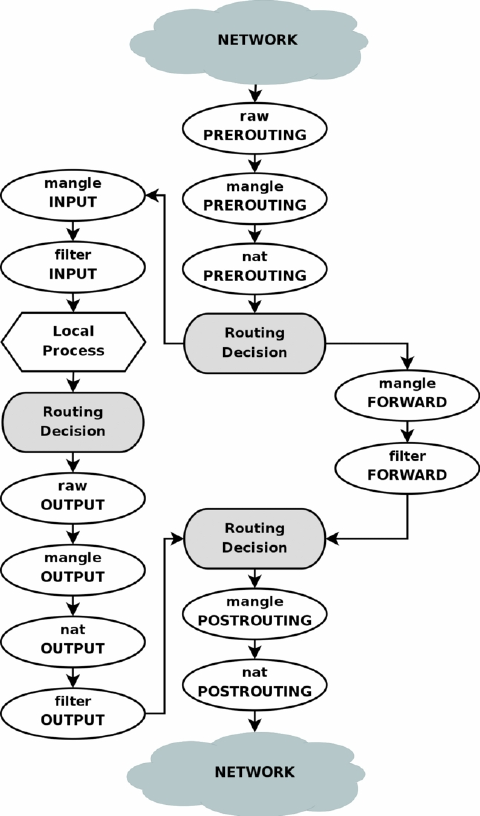 NETWORK
raw
PREROUTING
mangle
PREROUTING
nat
PREROUTING
Routing
Decision
mangle
INPUT
filter
INPUT
Local
Process
Routing
Decision
raw
OUTPUT
mangle
OUTPUT
nat
OUTPUT
filter
OUTPUT
mangle
FORWARD
filter
FORWARD
Routing
Decision
mangle
POSTROUTING
nat
POSTROUTING
NETWORK